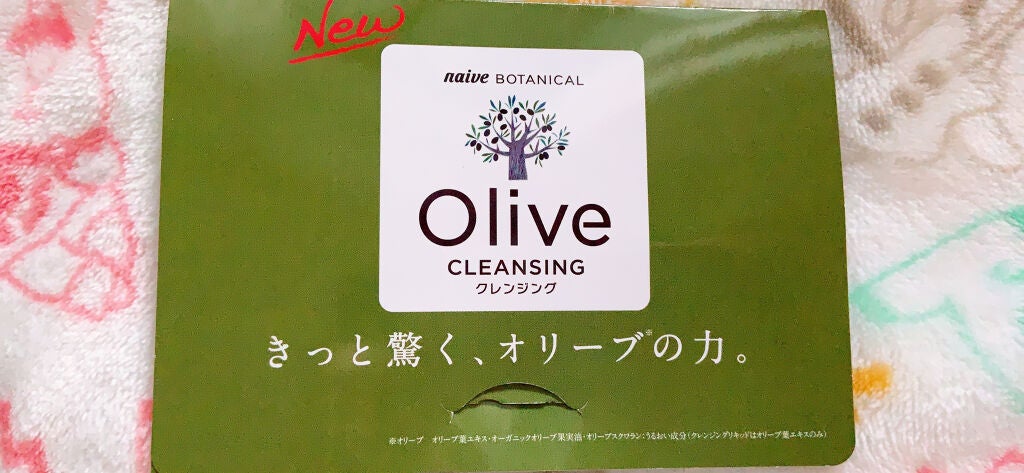 New
naive BOTANICAL
Olive
CLEANSING
クレンジング
きっと驚く、オリーブ※の力。
※オリーブ オリーブ葉エキス・オーガニックオリーブ果実油・オリーブスクワラン:うるおい成分(クレンジングリキッドはオリーブ葉エキスのみ)